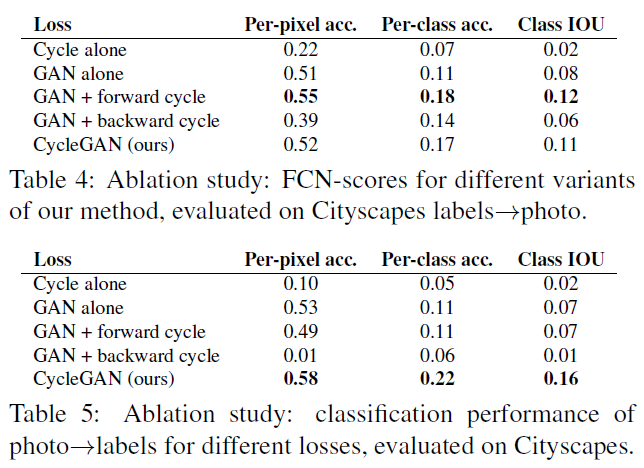 Loss Per-pixel acc. Per-class acc. Class IOU
Cycle alone 0.22 0.07 0.02
GAN alone 0.51 0.11 0.08
GAN + forward cycle 0.55 0.18 0.12
GAN + backward cycle 0.39 0.14 0.06
CycleGAN (ours) 0.52 0.17 0.11
Table 4: Ablation study: FCN-scores for different variants
of our method, evaluated on Cityscapes labels→photo.
Loss Per-pixel acc. Per-class acc. Class IOU
Cycle alone 0.10 0.05 0.02
GAN alone 0.53 0.11 0.07
GAN + forward cycle 0.49 0.11 0.07
GAN + backward cycle 0.01 0.06 0.01
CycleGAN (ours) 0.58 0.22 0.16
Table 5: Ablation study: classification performance of
photo→labels for different losses, evaluated on Cityscapes.